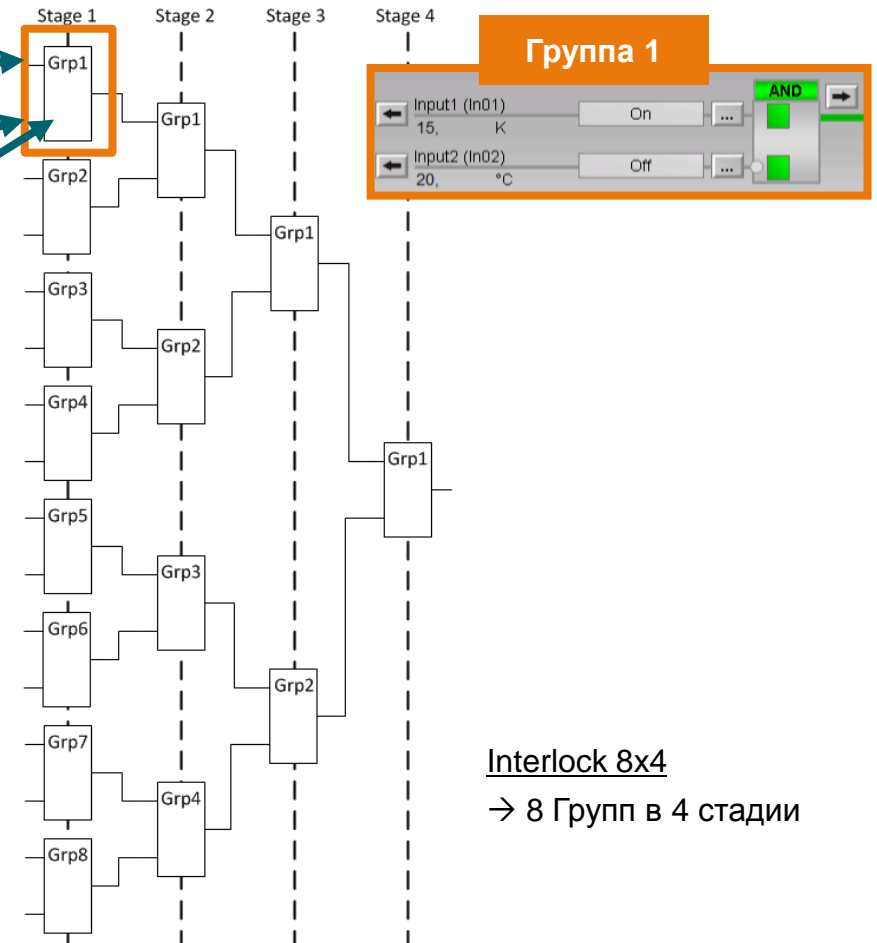 Stage 1
Stage 2
Stage 3
Stage 4
Группа 1
AND
Input1 (In01)
15, K
On
...
Input2 (In02)
20, °C
Off
...
Grp1
Grp2
Grp3
Grp4
Grp5
Grp6
Grp7
Grp8
Grp1
Grp2
Grp3
Grp4
Grp1
Grp2
Grp1
Interlock 8x4
→ 8 Групп в 4 стадии